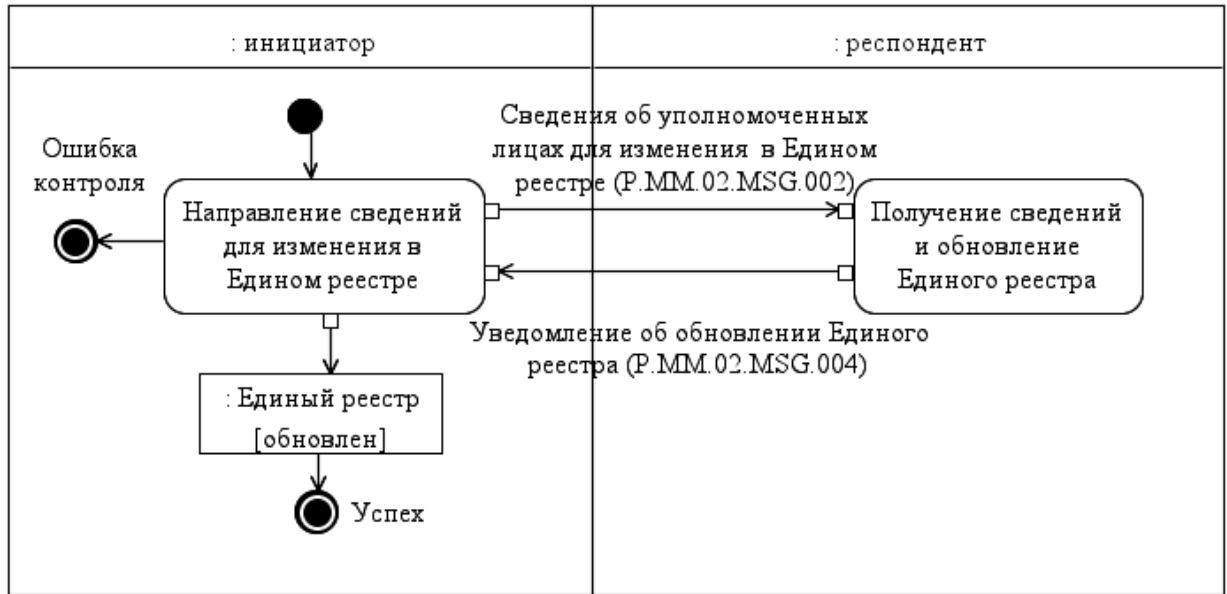 : инициатор
: респондент
Сведения об уполномоченных
лицах для изменения в Едином
реестре (P.MM.02.MSG.002)
Ошибка
контроля
Направление сведений
для изменения в
Едином реестре
Получение сведений
и обновление
Единого реестра
Уведомление об обновлении Единого
реестра (P.MM.02.MSG.004)
: Единый реестр
[обновлен]
Успех